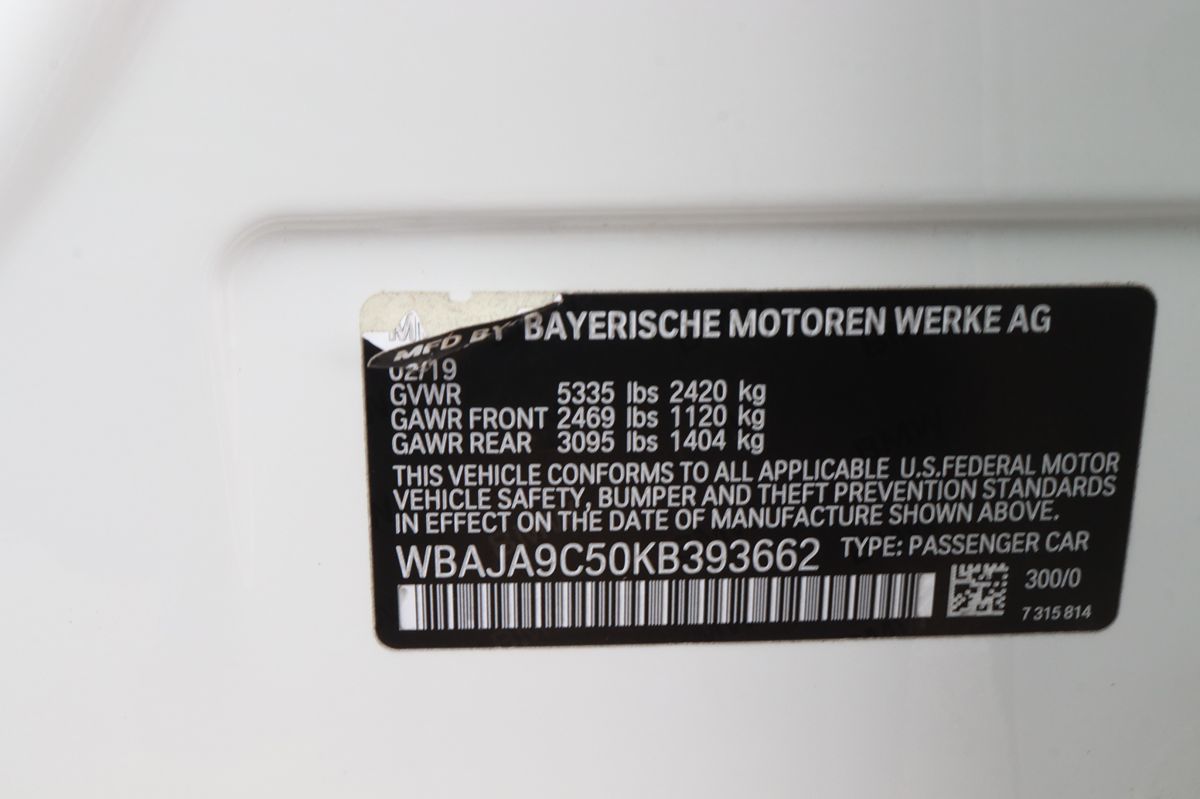 MFD.BY BAYERISCHE MOTOREN WERKE AG
02/19
GVWR 5335 lbs 2420 kg
GAWR FRONT 2469 lbs 1120 kg
GAWR REAR 3095 lbs 1404 kg
THIS VEHICLE CONFORMS TO ALL APPLICABLE U.S.FEDERAL MOTOR
VEHICLE SAFETY, BUMPER AND THEFT PREVENTION STANDARDS
IN EFFECT ON THE DATE OF MANUFACTURE SHOWN ABOVE.
WBAJA9C50KB393662 TYPE: PASSENGER CAR
300/0
7 315 814